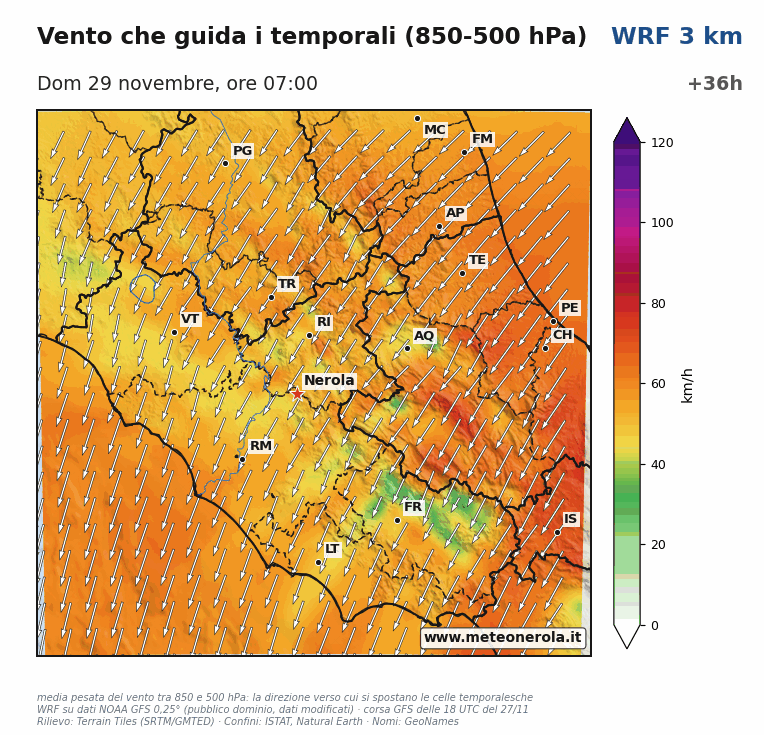 Vento che guida i temporali (850-500 hPa) WRF 3 km
Dom 29 novembre, ore 07:00 +36h
MC
FM
PG
AP
TE
TR
PE
VT
RI
AQ
CH
Nerola
RM
FR
IS
LT
www.meteonerola.it
120
100
80
60
40
20
0
km/h
media pesata del vento tra 850 e 500 hPa: la direzione verso cui si spostano le celle temporalesche
WRF su dati NOAA GFS 0,25° (pubblico dominio, dati modificati) · corsa GFS delle 18 UTC del 27/11
Rilievo: Terrain Tiles (SRTM/GMTED) · Confini: ISTAT, Natural Earth · Nomi: GeoNames